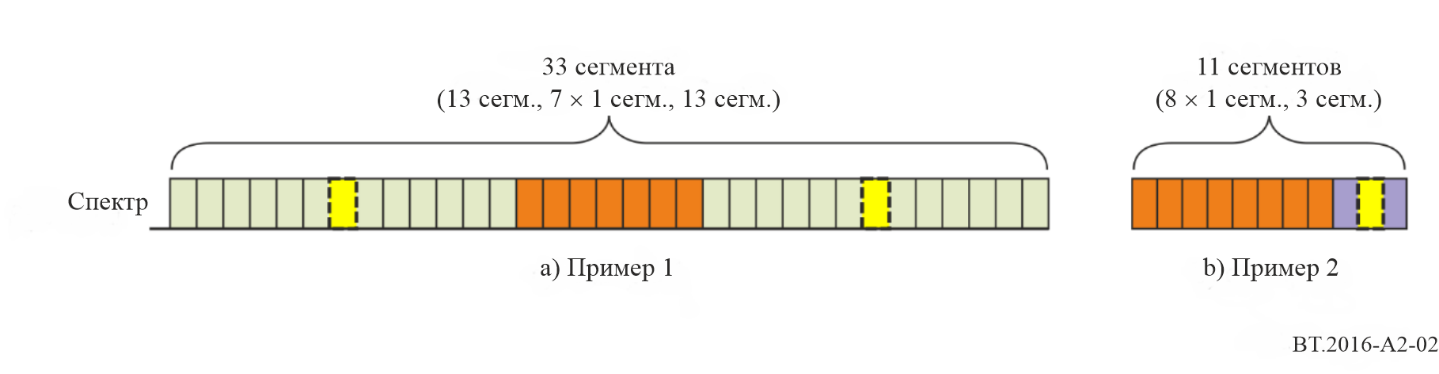 33 сегмента
(13 сегм., 7 × 1 сегм., 13 сегм.)
11 сегментов
(8 × 1 сегм., 3 сегм.)
Спектр
a) Пример 1
b) Пример 2
BT.2016-A2-02